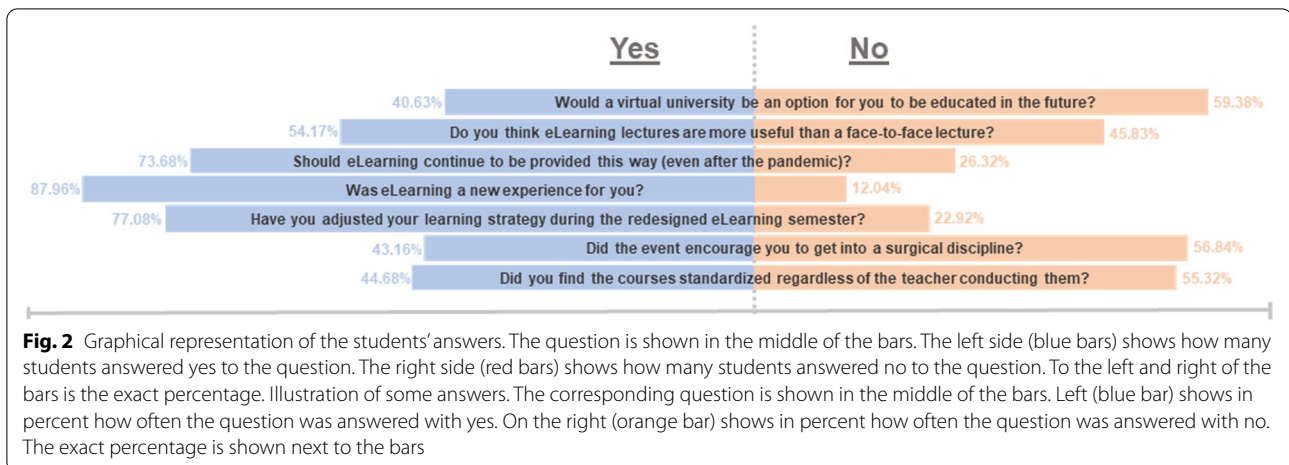 Yes No
40.63% Would a virtual university be an option for you to be educated in the future? 59.38%
54.17% Do you think eLearning lectures are more useful than a face-to-face lecture? 45.83%
73.68% Should eLearning continue to be provided this way (even after the pandemic)? 26.32%
87.96% Was eLearning a new experience for you? 12.04%
77.08% Have you adjusted your learning strategy during the redesigned eLearning semester? 22.92%
43.16% Did the event encourage you to get into a surgical discipline? 56.84%
44.68% Did you find the courses standardized regardless of the teacher conducting them? 55.32%
Fig. 2 Graphical representation of the students' answers. The question is shown in the middle of the bars. The left side (blue bars) shows how many
students answered yes to the question. The right side (red bars) shows how many students answered no to the question. To the left and right of the
bars is the exact percentage. Illustration of some answers. The corresponding question is shown in the middle of the bars. Left (blue bar) shows in
percent how often the question was answered with yes. On the right (orange bar) shows in percent how often the question was answered with no.
The exact percentage is shown next to the bars